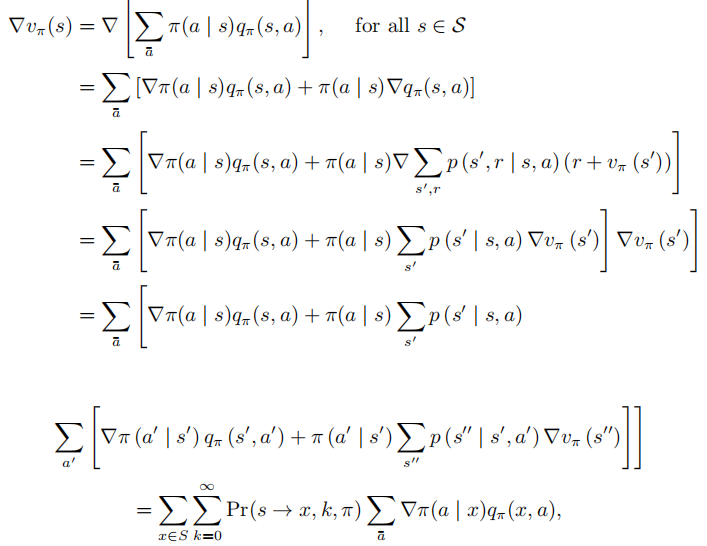 ∇v_π(s) = ∇ [∑_ā π(a | s)q_π(s, a)], for all s ∈ 𝒮
= ∑_ā [∇π(a | s)q_π(s, a) + π(a | s)∇q_π(s, a)]
= ∑_ā [∇π(a | s)q_π(s, a) + π(a | s)∇ ∑_{s′,r} p (s′, r | s, a) (r + v_π (s′))]
= ∑_ā [∇π(a | s)q_π(s, a) + π(a | s) ∑_{s′} p (s′ | s, a) ∇v_π (s′)] ∇v_π (s′)]
= ∑_ā [∇π(a | s)q_π(s, a) + π(a | s) ∑_{s′} p (s′ | s, a)
∑_{a′} [∇π (a′ | s′) q_π (s′, a′) + π (a′ | s′) ∑_{s′′} p (s′′ | s′, a′) ∇v_π (s′′)]]
= ∑_{x∈S} ∑_{k=0}^{∞} Pr(s → x, k, π) ∑_ā ∇π(a | x)q_π(x, a),